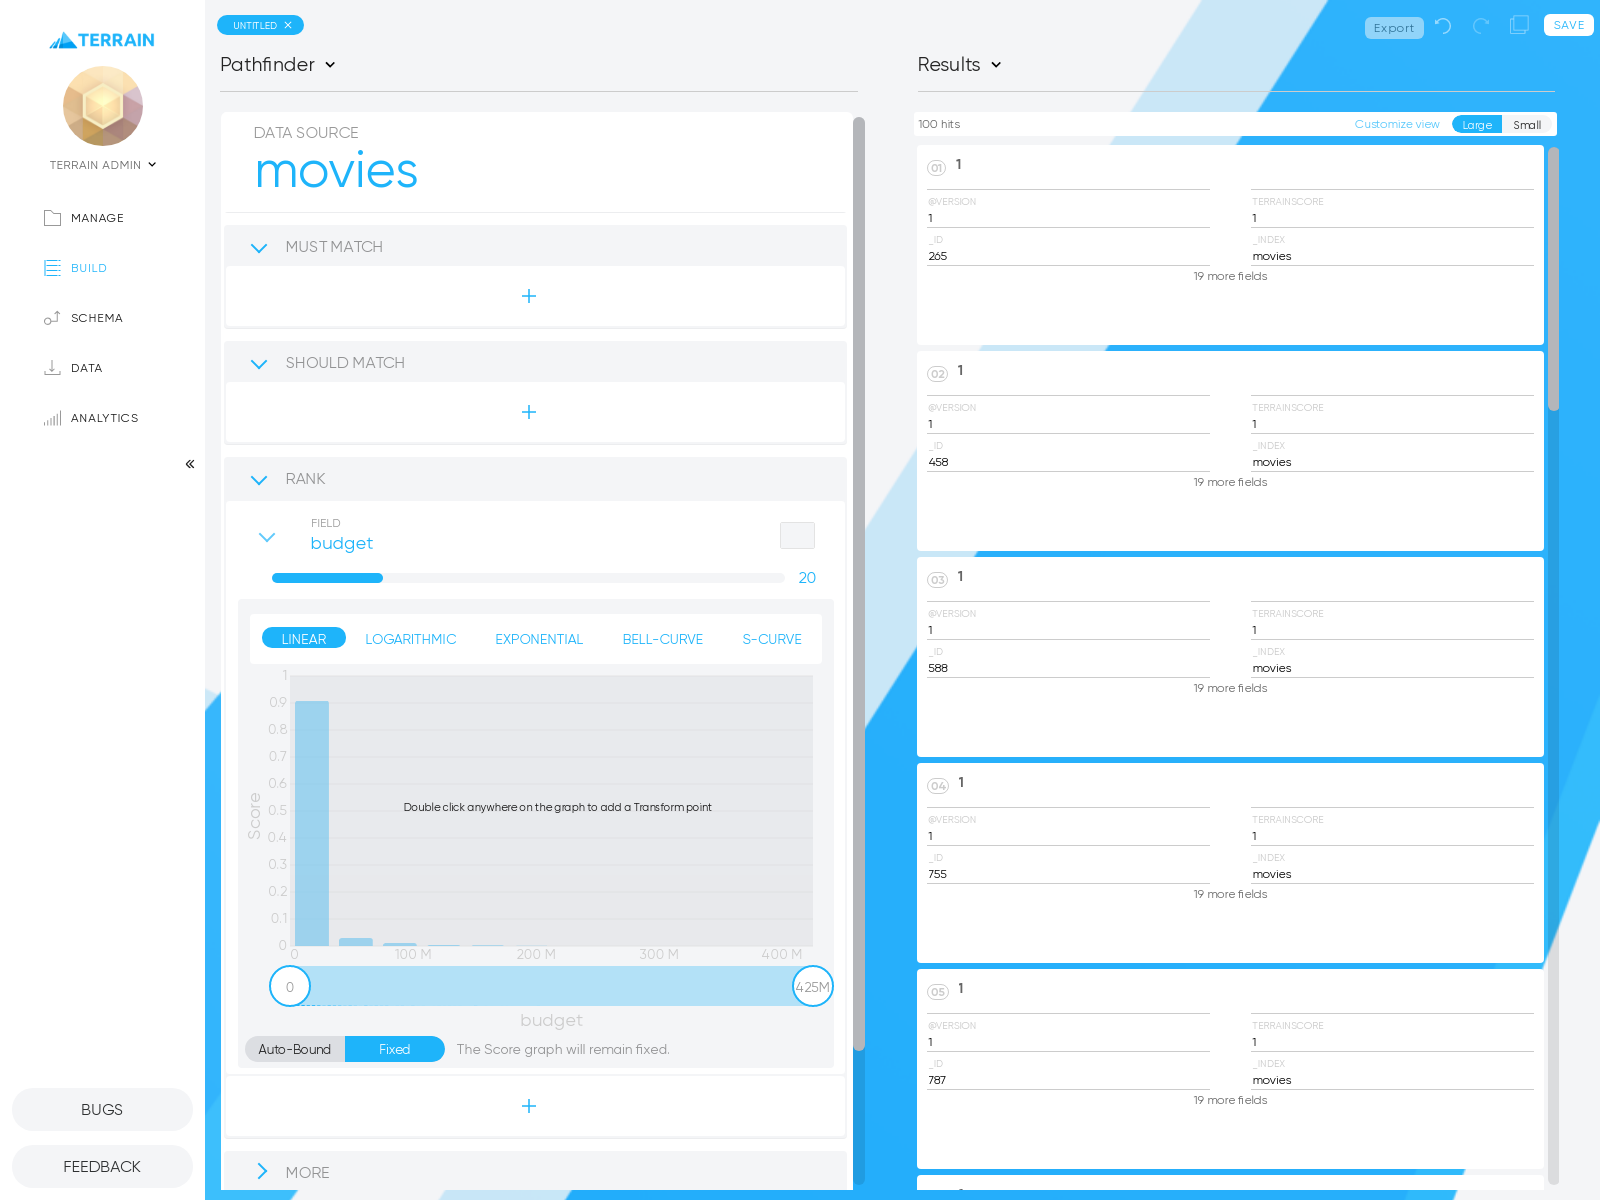 TERRAIN
TERRAIN ADMIN
MANAGE
BUILD
SCHEMA
DATA
ANALYTICS
BUGS
FEEDBACK
UNTITLED
Pathfinder
DATA SOURCE
movies
MUST MATCH
+
SHOULD MATCH
+
RANK
FIELD
budget
20
LINEAR LOGARITHMIC EXPONENTIAL BELL-CURVE S-CURVE
Score
1
0.9
0.8
0.7
0.6
0.5
0.4
0.3
0.2
0.1
0
Double click anywhere on the graph to add a Transform point
0 100 M 200 M 300 M 400 M
0 425M
budget
Auto-Bound Fixed The Score graph will remain fixed.
+
MORE
Export SAVE
Results
100 hits Customize view Large Small
01 1
@VERSION TERRAINSCORE
1 1
_ID _INDEX
265 movies
19 more fields
02 1
@VERSION TERRAINSCORE
1 1
_ID _INDEX
458 movies
19 more fields
03 1
@VERSION TERRAINSCORE
1 1
_ID _INDEX
588 movies
19 more fields
04 1
@VERSION TERRAINSCORE
1 1
_ID _INDEX
755 movies
19 more fields
05 1
@VERSION TERRAINSCORE
1 1
_ID _INDEX
787 movies
19 more fields